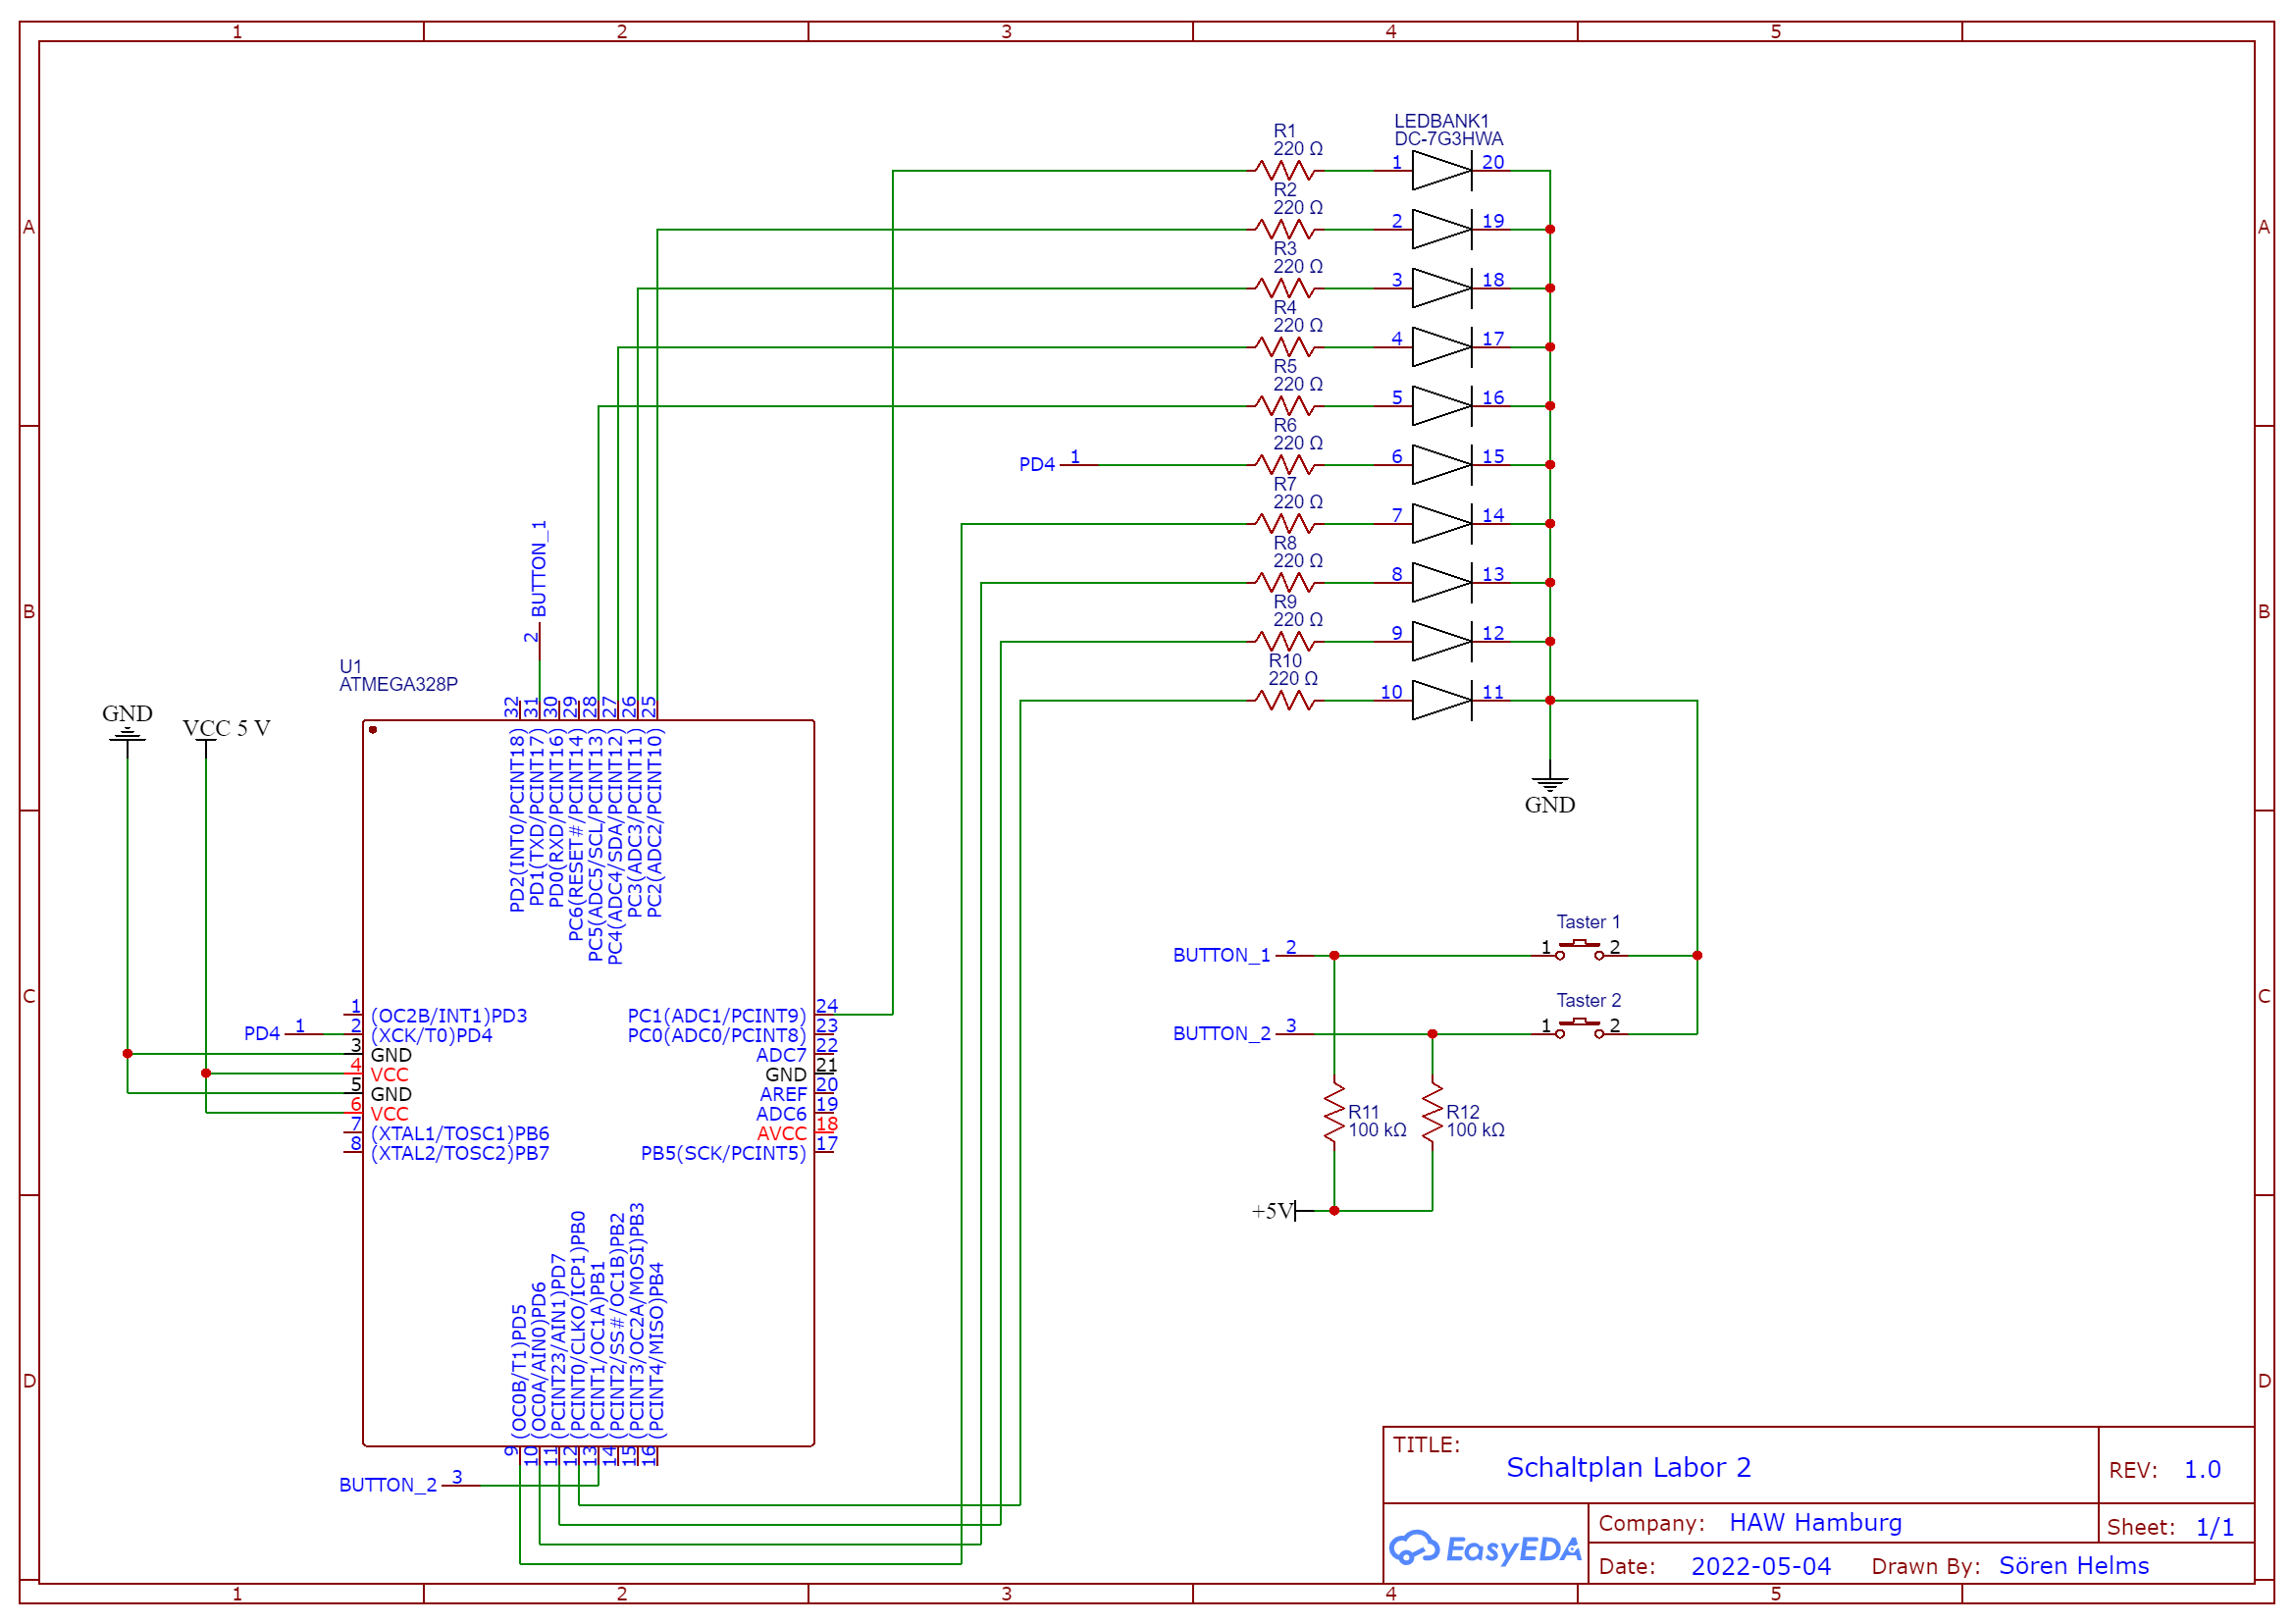 1 2 3 4 5
A A
B B
C C
D D
1 2 3 4 5
LEDBANK1
DC-7G3HWA
R1
220 Ω
1 20
R2
220 Ω
2 19
R3
220 Ω
3 18
R4
220 Ω
4 17
R5
220 Ω
5 16
R6
220 Ω
PD4 1
6 15
R7
220 Ω
7 14
R8
220 Ω
8 13
R9
220 Ω
9 12
R10
220 Ω
10 11
GND
BUTTON_1
2
U1
ATMEGA328P
GND
VCC 5 V
32
31
30
29
28
27
26
25
PD2(INT0/PCINT18)
PD1(TXD/PCINT17)
PD0(RXD/PCINT16)
PC6(RESET#/PCINT14)
PC5(ADC5/SCL/PCINT13)
PC4(ADC4/SDA/PCINT12)
PC3(ADC3/PCINT11)
PC2(ADC2/PCINT10)
PD4 1
1 (OC2B/INT1)PD3
2 (XCK/T0)PD4
3 GND
4 VCC
5 GND
6 VCC
7 (XTAL1/TOSC1)PB6
8 (XTAL2/TOSC2)PB7
PC1(ADC1/PCINT9) 24
PC0(ADC0/PCINT8) 23
ADC7 22
GND 21
AREF 20
ADC6 19
AVCC 18
PB5(SCK/PCINT5) 17
9 (OC0B/T1)PD5
10 (OC0A/AIN0)PD6
11 (PCINT23/AIN1)PD7
12 (PCINT0/CLKO/ICP1)PB0
13 (PCINT1/OC1A)PB1
14 (PCINT2/SS#/OC1B)PB2
15 (PCINT3/OC2A/MOSI)PB3
16 (PCINT4/MISO)PB4
BUTTON_2 3
Taster 1
BUTTON_1 2 1 2
Taster 2
BUTTON_2 3 1 2
R11
100 kΩ
R12
100 kΩ
+5V
TITLE:
Schaltplan Labor 2
REV: 1.0
EasyEDA
Company: HAW Hamburg
Sheet: 1/1
Date: 2022-05-04 Drawn By: Sören Helms